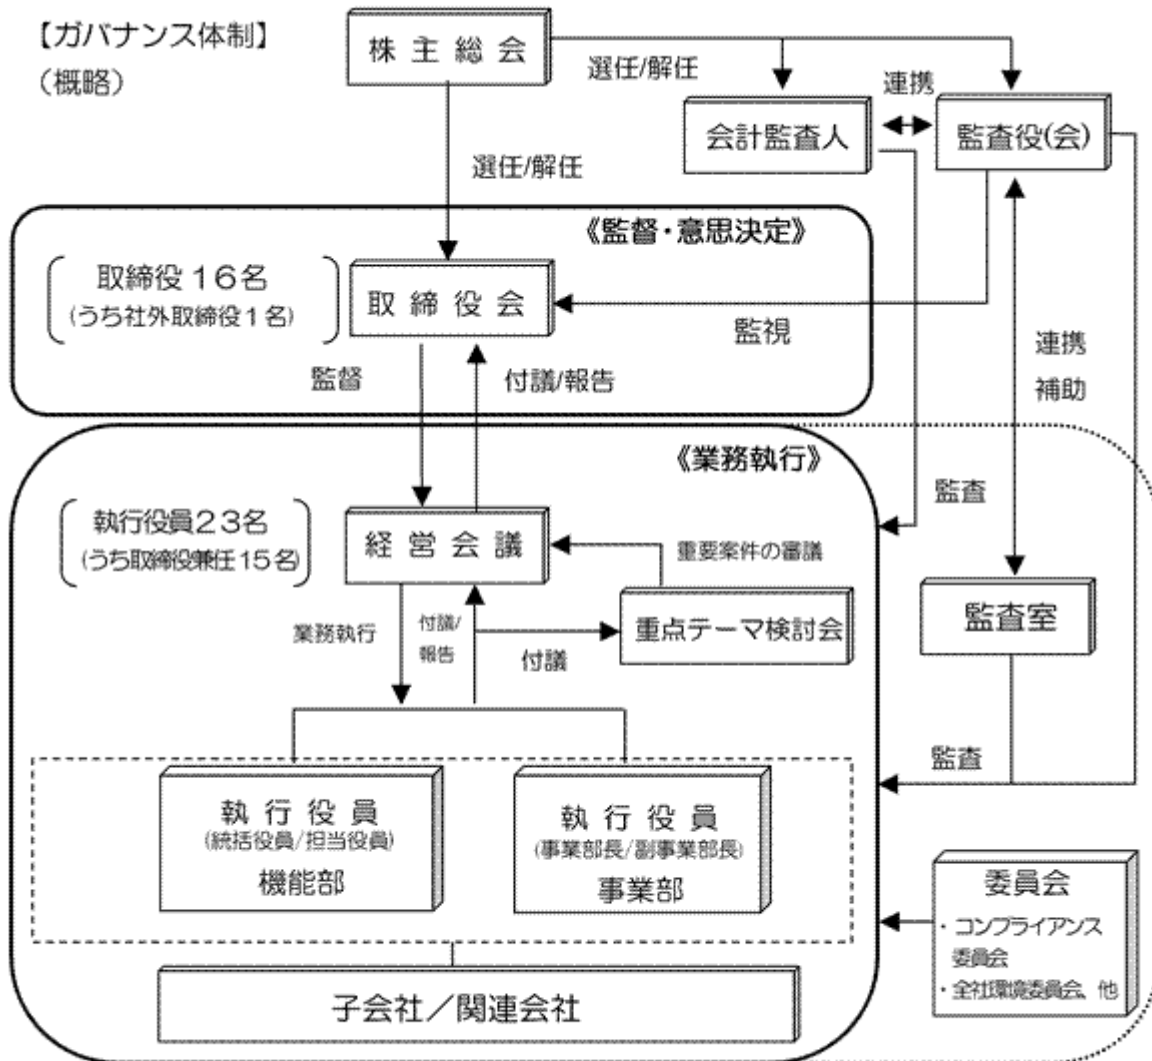 【ガバナンス体制】
(概略)
株主総会
選任/解任
連携
会計監査人
監査役(会)
選任/解任
《監督・意思決定》
取締役16名
(うち社外取締役1名)
取締役会
監視
連携
補助
監督
付議/報告
《業務執行》
監査
執行役員23名
(うち取締役兼任15名)
経営会議
重要案件の審議
重点テーマ検討会
監査室
業務執行
付議/
報告
付議
監査
執行役員
(統括役員/担当役員)
機能部
執行役員
(事業部長/副事業部長)
事業部
委員会
・コンプライアンス
委員会
・全社環境委員会、他
子会社/関連会社